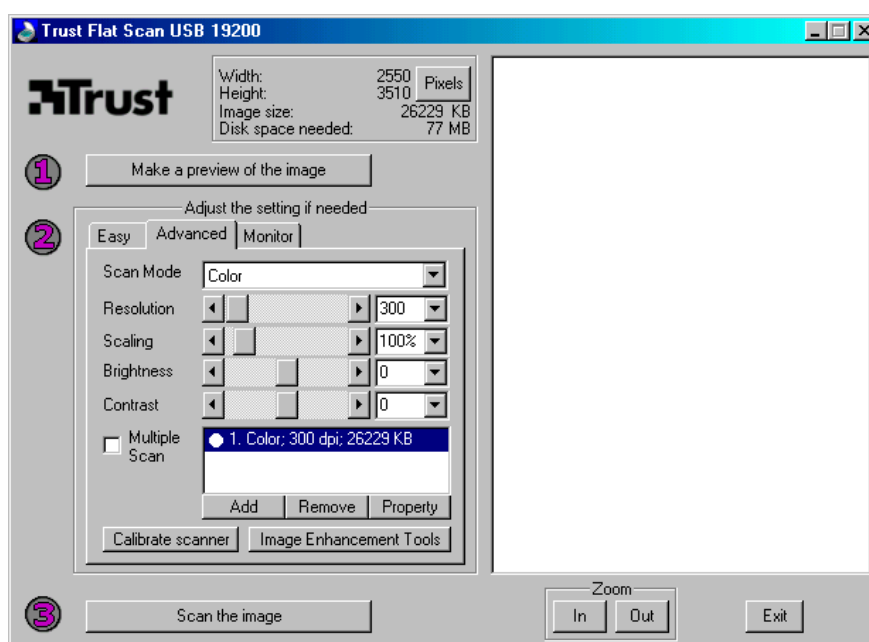 Trust Flat Scan USB 19200
Trust
Width: 2550
Height: 3510
Pixels
Image size: 26229 KB
Disk space needed: 77 MB
1
Make a preview of the image
Adjust the setting if needed
2
Easy Advanced Monitor
Scan Mode Color
Resolution 300
Scaling 100%
Brightness 0
Contrast 0
Multiple
Scan
1. Color; 300 dpi; 26229 KB
Add Remove Property
Calibrate scanner Image Enhancement Tools
3
Scan the image
Zoom
In Out Exit